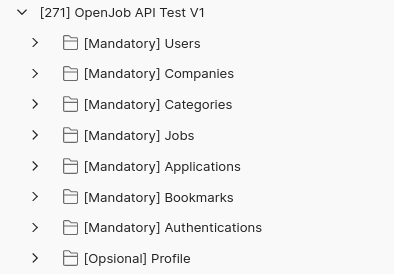 [271] OpenJob API Test V1
[Mandatory] Users
[Mandatory] Companies
[Mandatory] Categories
[Mandatory] Jobs
[Mandatory] Applications
[Mandatory] Bookmarks
[Mandatory] Authentications
[Opsional] Profile